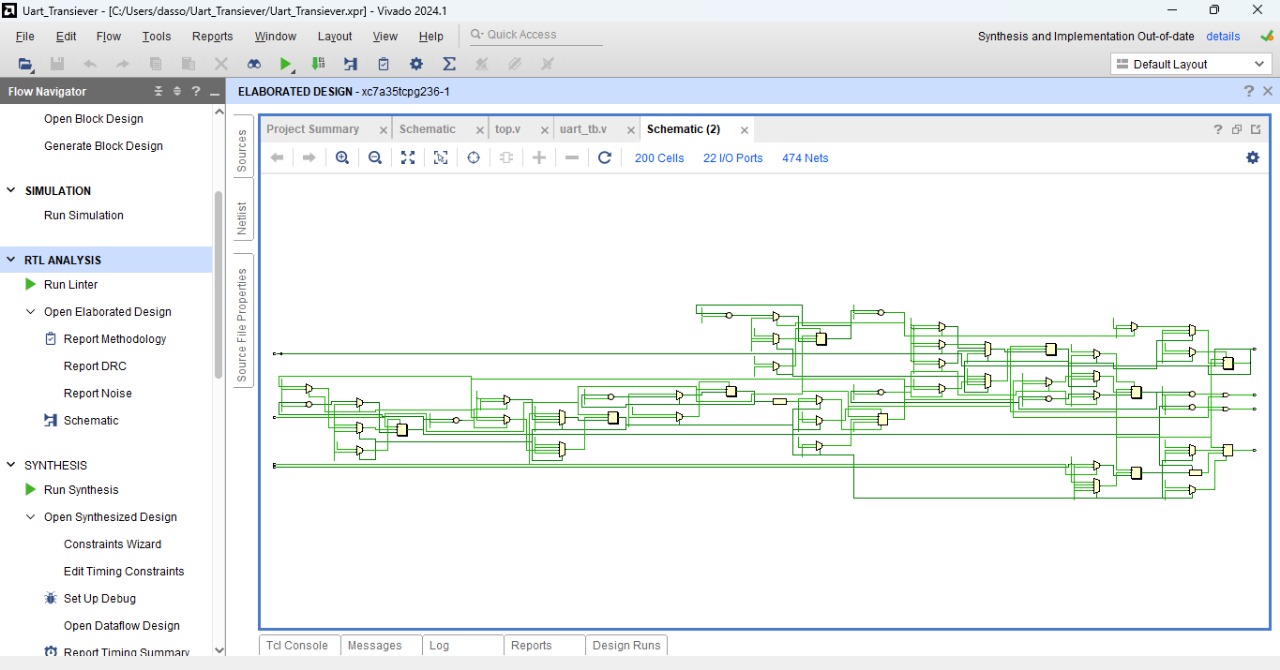 Uart_Transiever - [C:/Users/dasso/Uart_Transiever/Uart_Transiever.xpr] - Vivado 2024.1
File Edit Flow Tools Reports Window Layout View Help Quick Access
Synthesis and Implementation Out-of-date details
Default Layout
Flow Navigator
ELABORATED DESIGN - xc7a35tcpg236-1
Open Block Design
Generate Block Design
SIMULATION
Run Simulation
RTL ANALYSIS
Run Linter
Open Elaborated Design
Report Methodology
Report DRC
Report Noise
Schematic
SYNTHESIS
Run Synthesis
Open Synthesized Design
Constraints Wizard
Edit Timing Constraints
Set Up Debug
Open Dataflow Design
Report Timing Summary
Sources
Netlist
Source File Properties
Project Summary Schematic top.v uart_tb.v Schematic (2)
200 Cells 22 I/O Ports 474 Nets
Tcl Console Messages Log Reports Design Runs